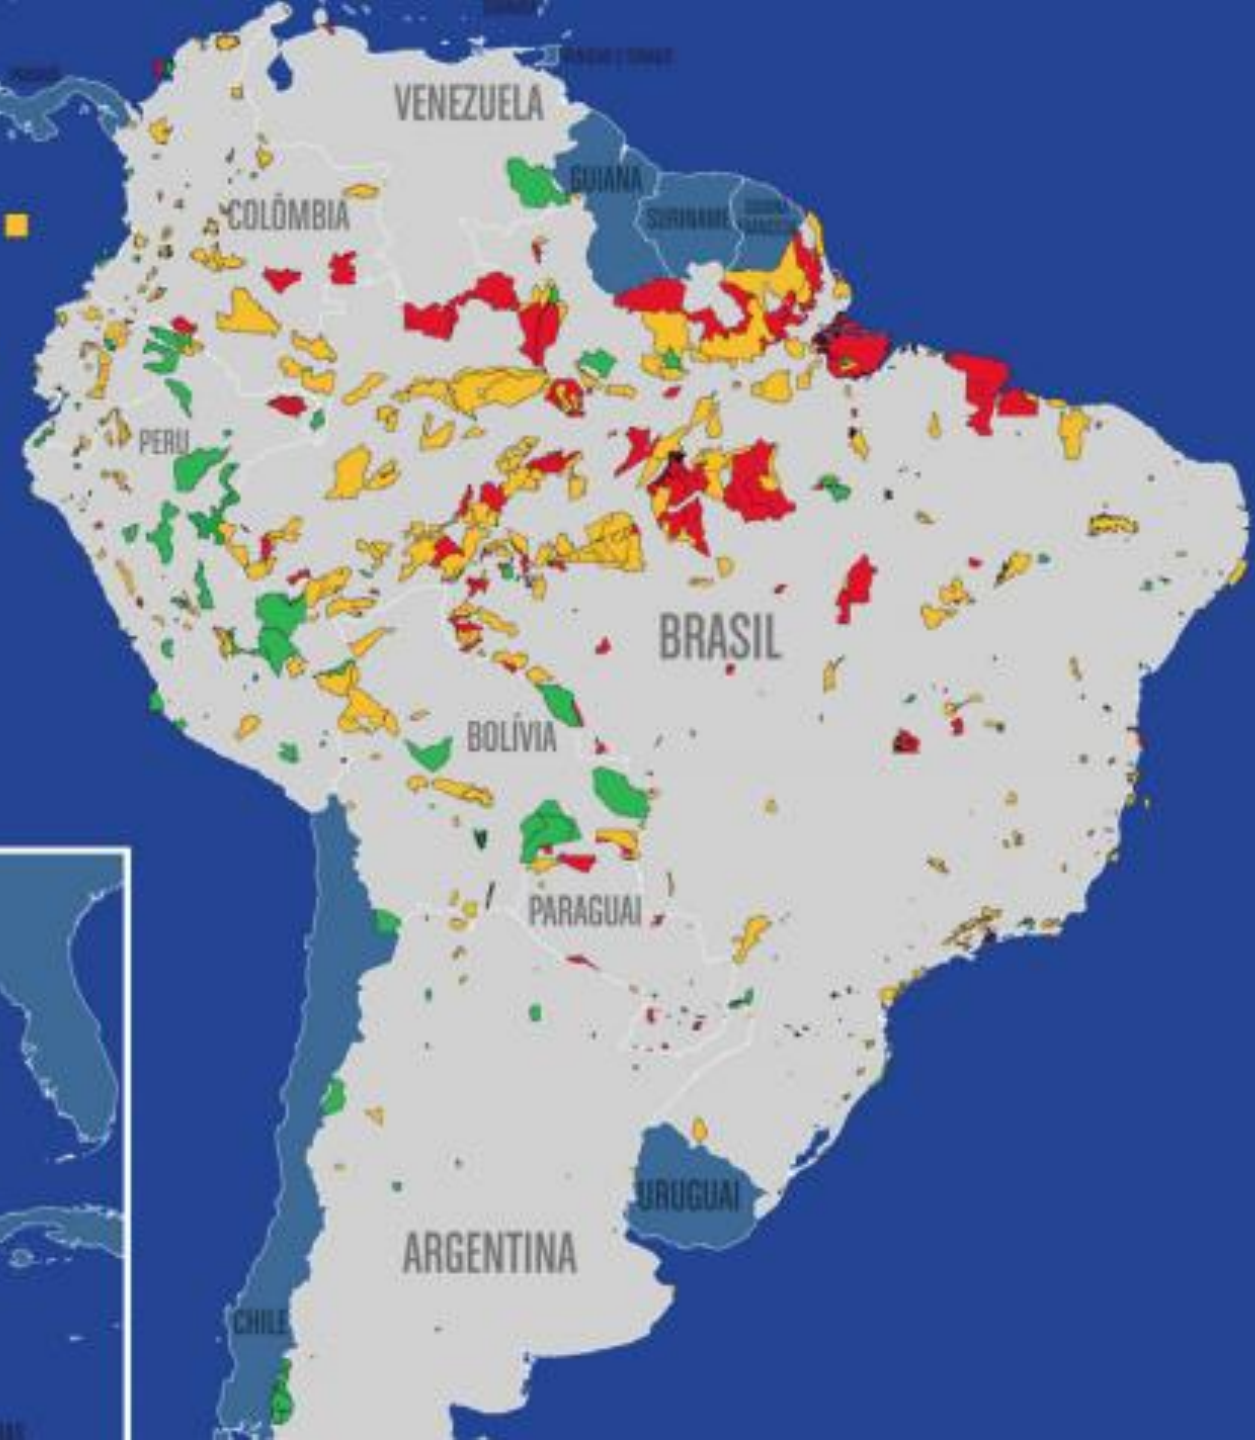 VENEZUELA
GUIANA
COLÔMBIA
SURINAME
PERU
BRASIL
BOLÍVIA
PARAGUAI
URUGUAI
ARGENTINA
CHILE